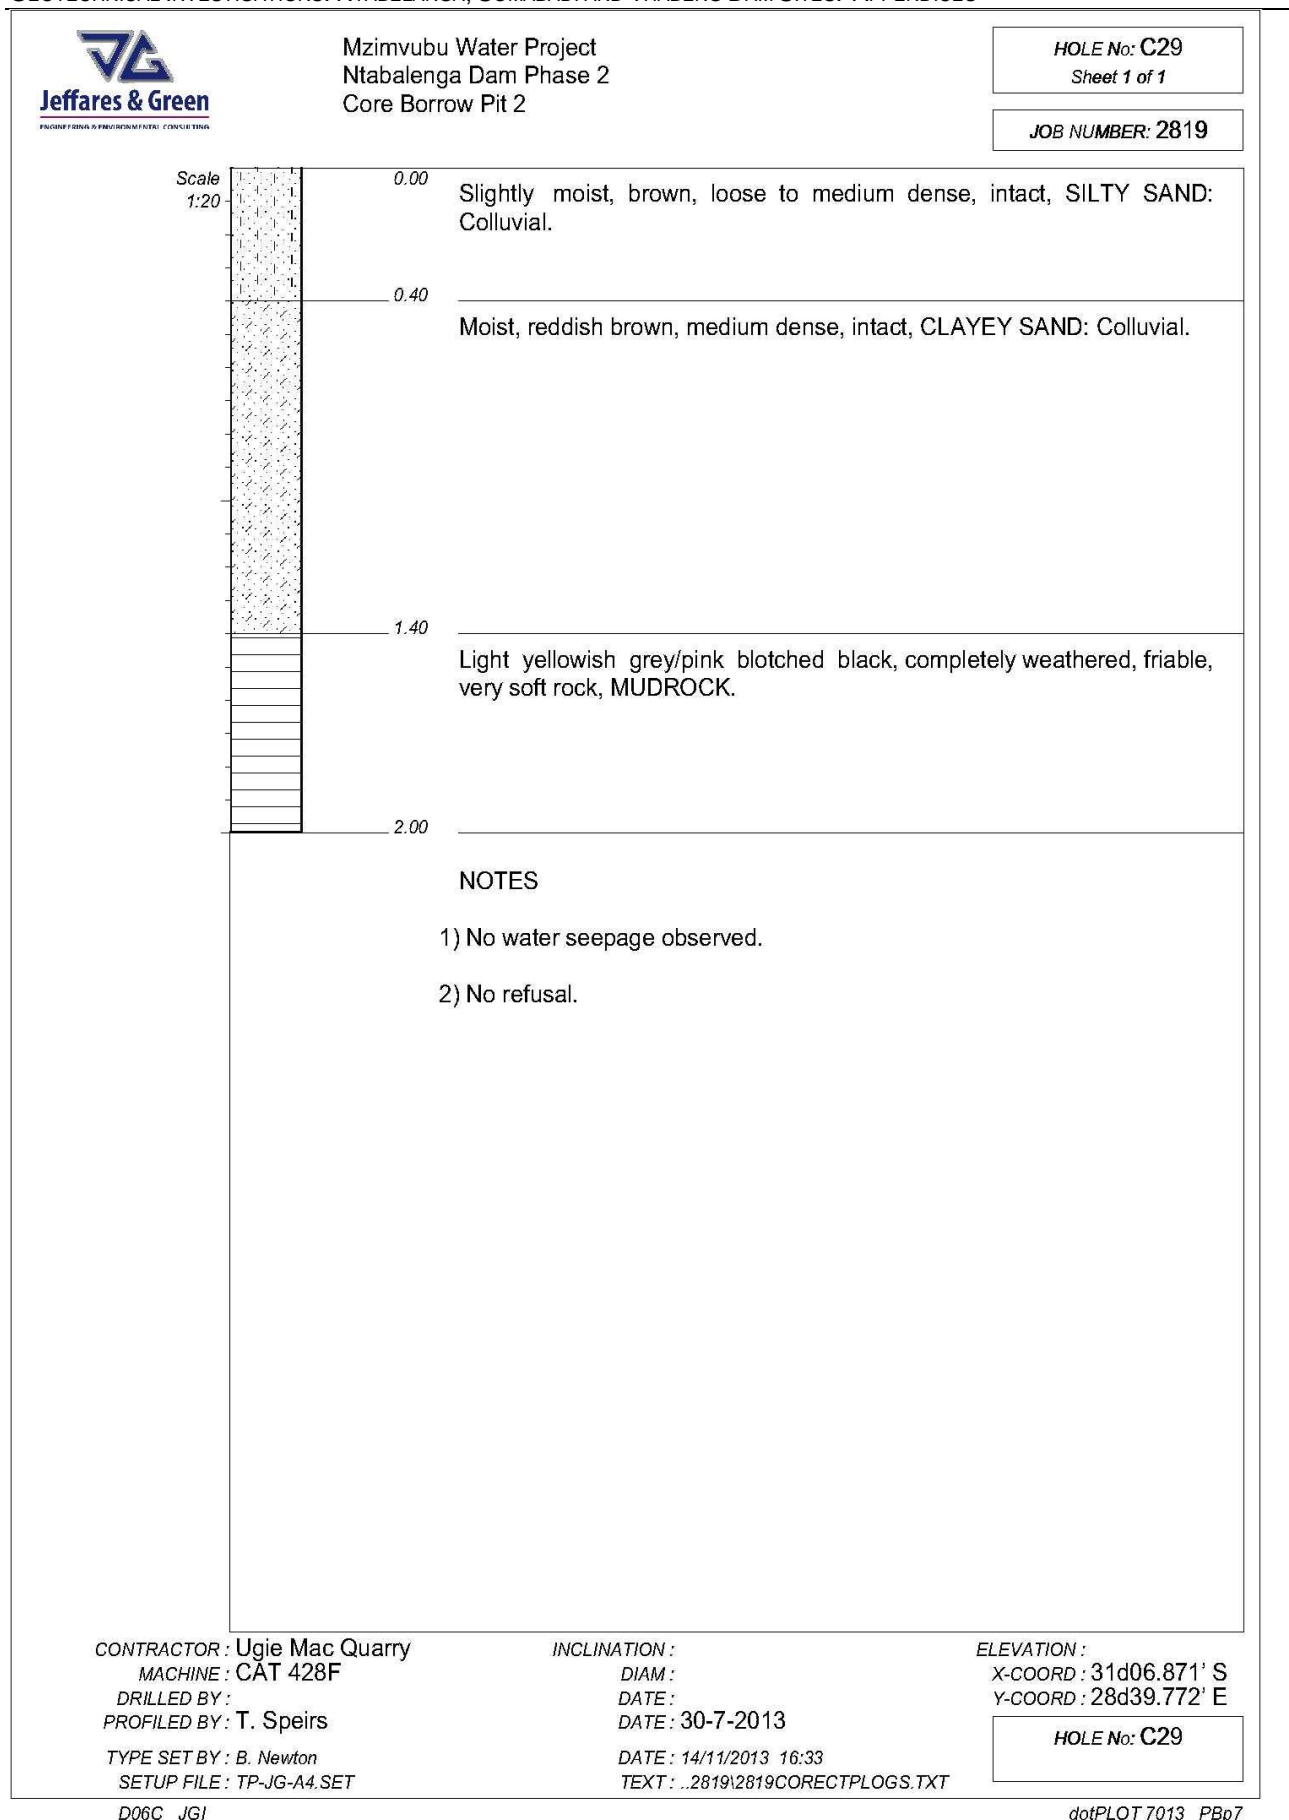 Jeffares & Green
ENGINEERING & ENVIRONMENTAL CONSULTING
Mzimvubu Water Project
Ntabalenga Dam Phase 2
Core Borrow Pit 2
HOLE No: C29
Sheet 1 of 1
JOB NUMBER: 2819
Scale
1:20
0.00
Slightly moist, brown, loose to medium dense, intact, SILTY SAND:
Colluvial.
0.40
Moist, reddish brown, medium dense, intact, CLAYEY SAND: Colluvial.
1.40
Light yellowish grey/pink blotched black, completely weathered, friable,
very soft rock, MUDROCK.
2.00
NOTES
1) No water seepage observed.
2) No refusal.
CONTRACTOR : Ugie Mac Quarry
MACHINE : CAT 428F
DRILLED BY :
PROFILED BY : T. Speirs
TYPE SET BY : B. Newton
SETUP FILE : TP-JG-A4.SET
INCLINATION :
DIAM :
DATE :
DATE : 30-7-2013
DATE : 14/11/2013 16:33
TEXT : ..2819\2819CORECTPLOGS.TXT
ELEVATION :
X-COORD : 31d06.871' S
Y-COORD : 28d39.772' E
HOLE No: C29
D06C JGI
dotPLOT 7013 PBp7